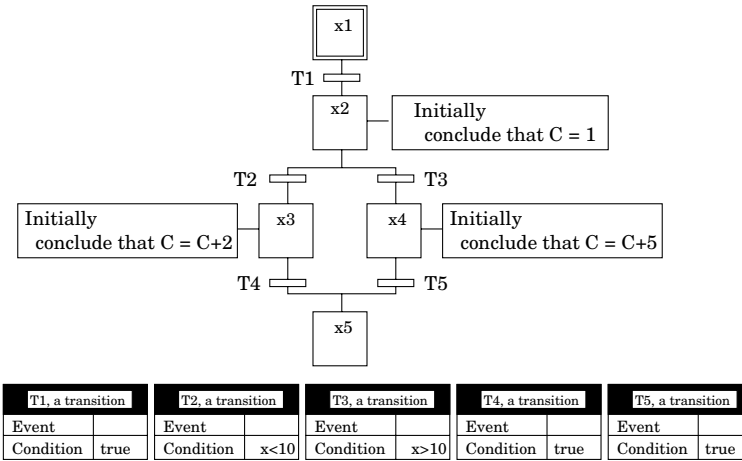 x1
T1
x2
Initially
conclude that C = 1
T2
T3
Initially
conclude that C = C+2
x3
x4
Initially
conclude that C = C+5
T4
T5
x5
T1, a transition
Event
Condition true
T2, a transition
Event
Condition x<10
T3, a transition
Event
Condition x>10
T4, a transition
Event
Condition true
T5, a transition
Event
Condition true